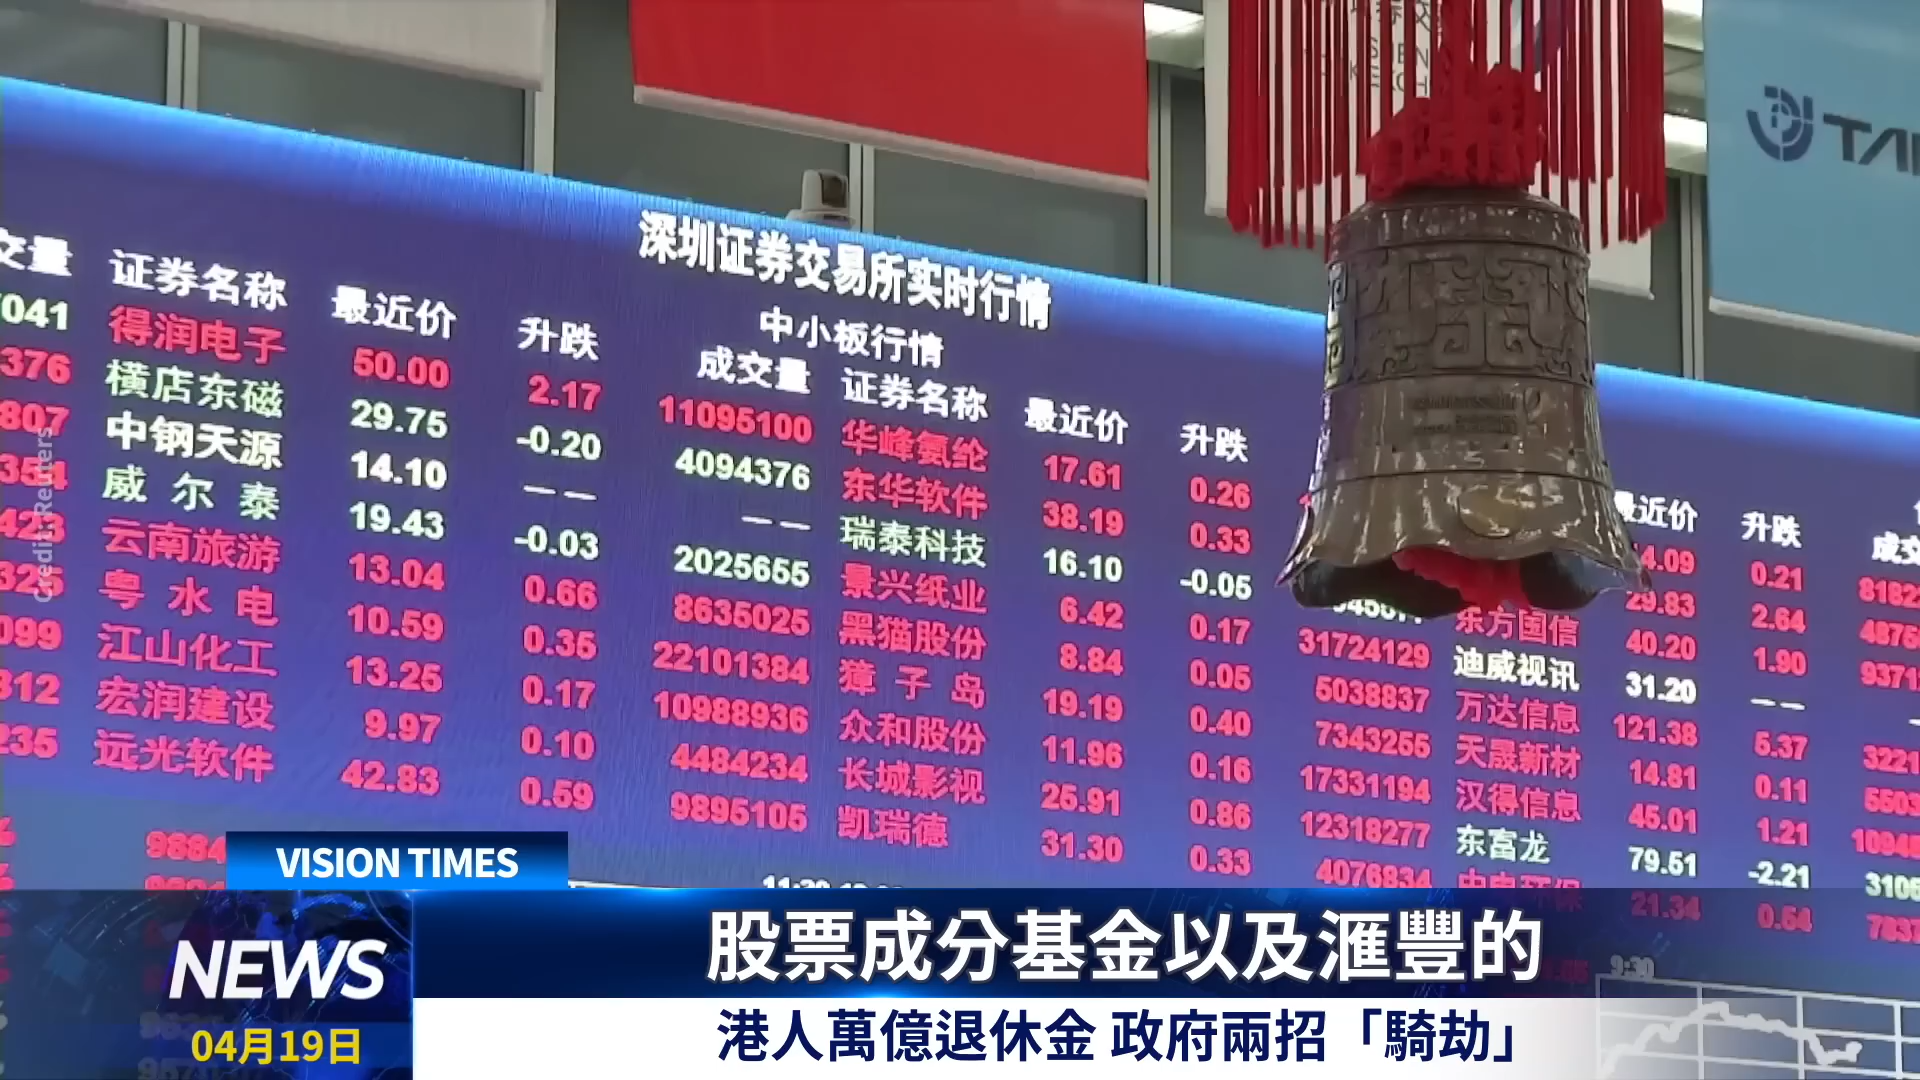 深圳证券交易所实时行情
中小板行情
证券名称 最近价 升跌 成交量 证券名称 最近价 升跌 最近价 升跌
得润电子 50.00 2.17 11095100 华峰氨纶 17.61 0.26 0.21
横店东磁 29.75 -0.20 4094376 东华软件 38.19 0.33 29.83 2.64
中钢天源 14.10 -- -- 瑞泰科技 16.10 -0.05 东方国信 40.20 1.90
威尔泰 19.43 -0.03 2025655 景兴纸业 6.42 0.17 31724129 迪威视讯 31.20 --
云南旅游 13.04 0.66 8635025 黑猫股份 8.84 0.05 5038837 万达信息 121.38 5.37
粤水电 10.59 0.35 22101384 獐子岛 19.19 0.40 7343255 天晟新材 14.81 0.11
江山化工 13.25 0.17 10988936 众和股份 11.96 0.16 17331194 汉得信息 45.01 1.21
宏润建设 9.97 0.10 4484234 长城影视 25.91 0.86 12318277 东富龙 79.51 -2.21
远光软件 42.83 0.59 9895105 凯瑞德 31.30 0.33 4076834 中电环保 21.34 0.54
9:30
Credit: Reuters
VISION TIMES
NEWS
04月19日
股票成分基金以及滙豐的
港人萬億退休金 政府兩招「騎劫」